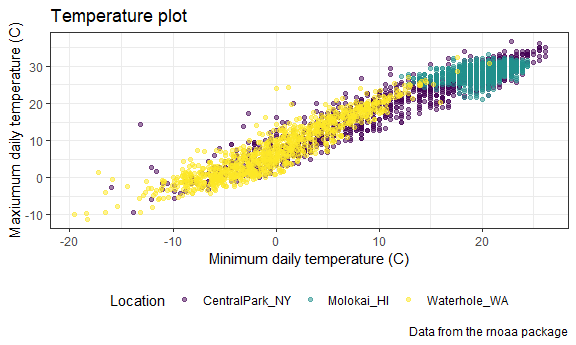 Temperature plot
Maxiumum daily temperature (C)
30
20
10
0
-10
-20
-10
0
10
20
Minimum daily temperature (C)
Location
CentralPark_NY
Molokai_HI
Waterhole_WA
Data from the rnoaa package